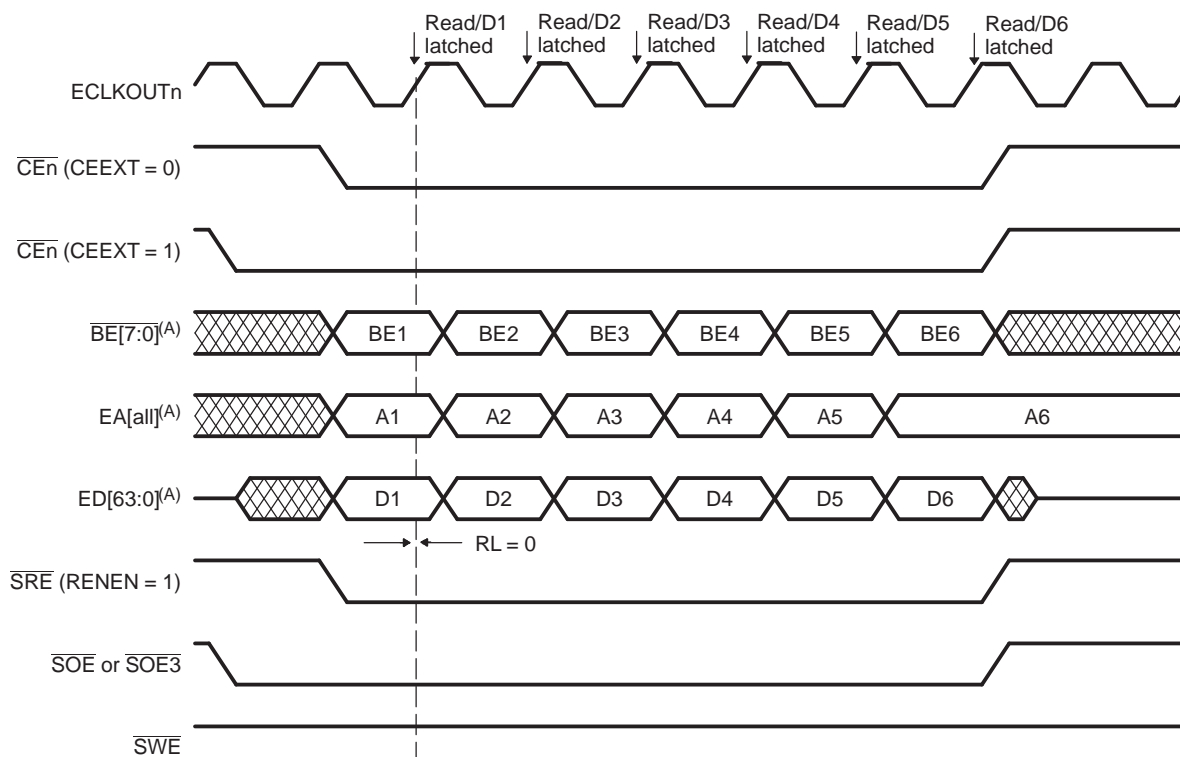 Read/D1 latched
Read/D2 latched
Read/D3 latched
Read/D4 latched
Read/D5 latched
Read/D6 latched
ECLKOUTn
CEn (CEEXT = 0)
CEn (CEEXT = 1)
BE[7:0](A)
BE1
BE2
BE3
BE4
BE5
BE6
EA[all](A)
A1
A2
A3
A4
A5
A6
ED[63:0](A)
D1
D2
D3
D4
D5
D6
RL = 0
SRE (RENEN = 1)
SOE or SOE3
SWE